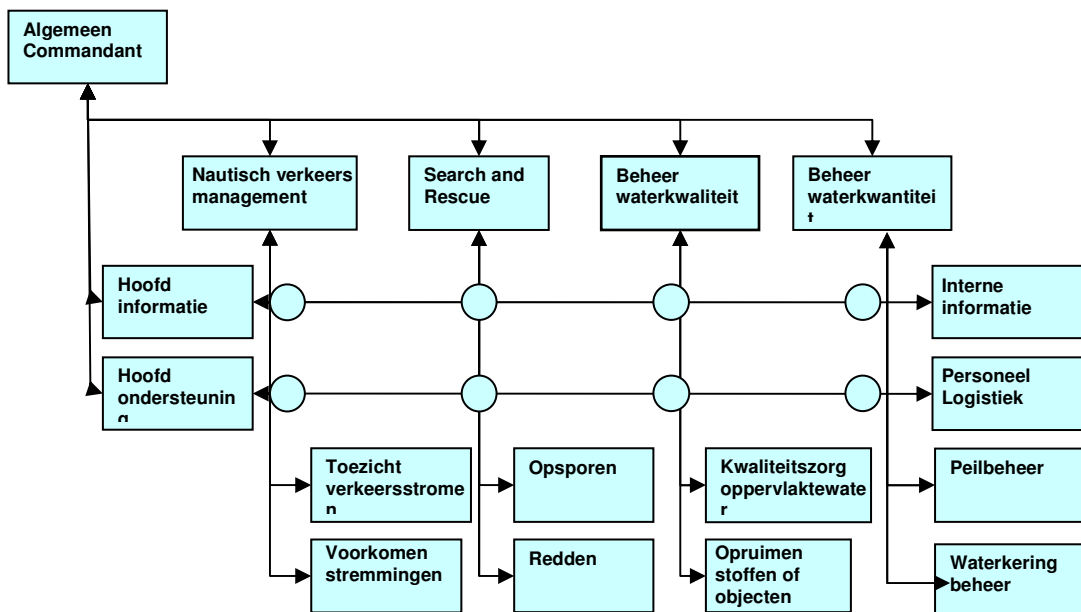 Algemeen
Commandant
Nautisch verkeers
management
Search and
Rescue
Beheer
waterkwaliteit
Beheer
waterkwantitei
t
Hoofd
informatie
Interne
informatie
Hoofd
ondersteunin
g
Personeel
Logistiek
Toezicht
verkeersstrome
n
Opsporen
Kwaliteitszorg
oppervlaktewate
r
Peilbeheer
Voorkomen
stremmingen
Redden
Opruimen
stoffen of
objecten
Waterkering
beheer